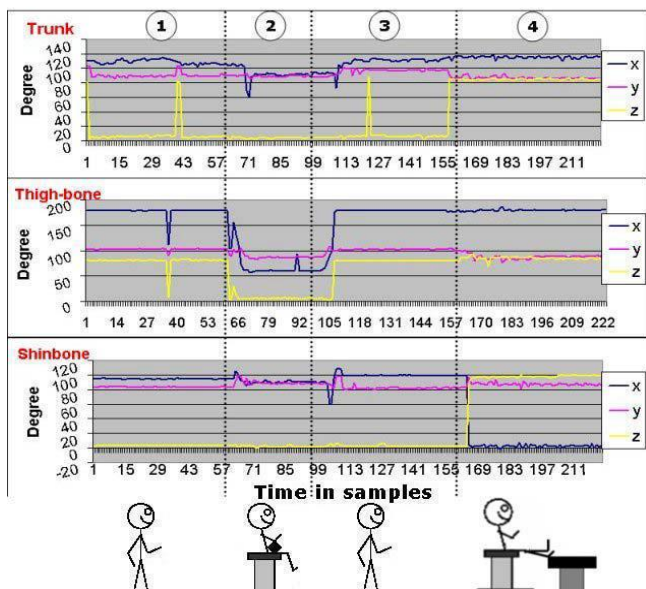 1 2 3 4
Trunk
Degree
140
120
100
80
60
40
20
0
1 15 29 43 57 71 85 99 113 127 141 155 169 183 197 211
x
y
z
Thigh-bone
Degree
200
150
100
50
0
1 14 27 40 53 66 79 92 105 118 131 144 157 170 183 196 209 222
x
y
z
Shinbone
Degree
120
100
80
60
40
20
0
-20
1 15 29 43 57 71 85 99 113 127 141 155 169 183 197 211
x
y
z
Time in samples